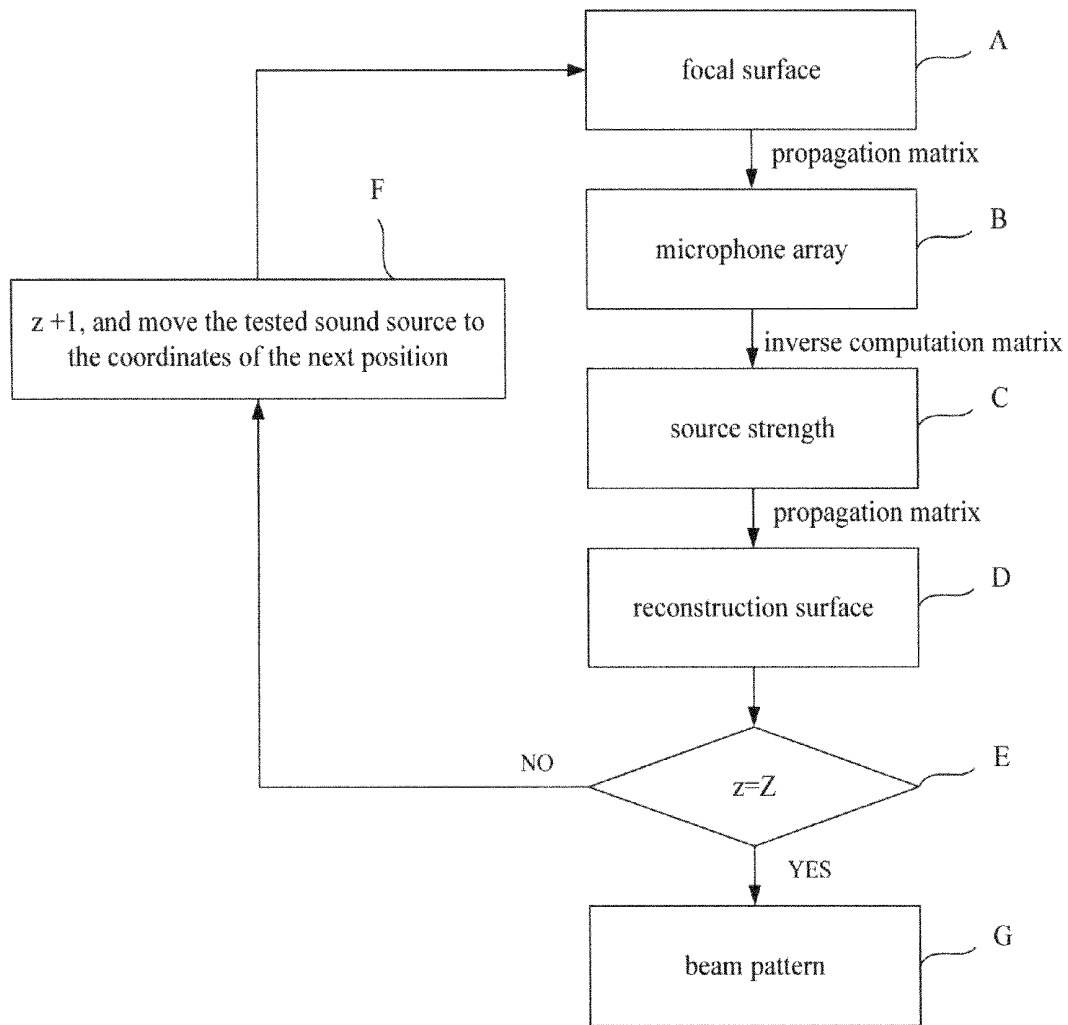 A
focal surface
propagation matrix
F
B
microphone array
z +1, and move the tested sound source to
the coordinates of the next position
inverse computation matrix
C
source strength
propagation matrix
D
reconstruction surface
NO
E
z=Z
YES
G
beam pattern